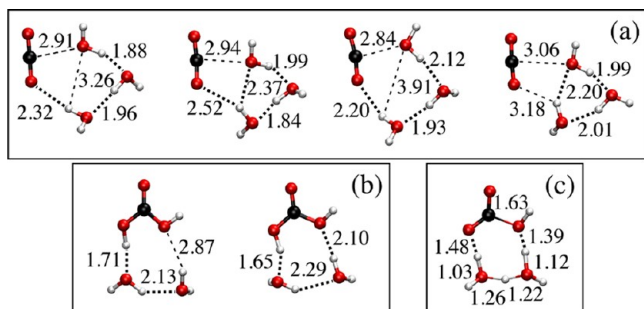 2.91 1.88 3.26 2.32 1.96
2.94 1.99 2.37 2.52 1.84
2.84 2.12 3.91 2.20 1.93
3.06 1.99 2.20 3.18 2.01
(a)
1.71 2.87 2.13
1.65 2.10 2.29
(b)
1.63 1.48 1.39 1.03 1.12 1.26 1.22
(c)